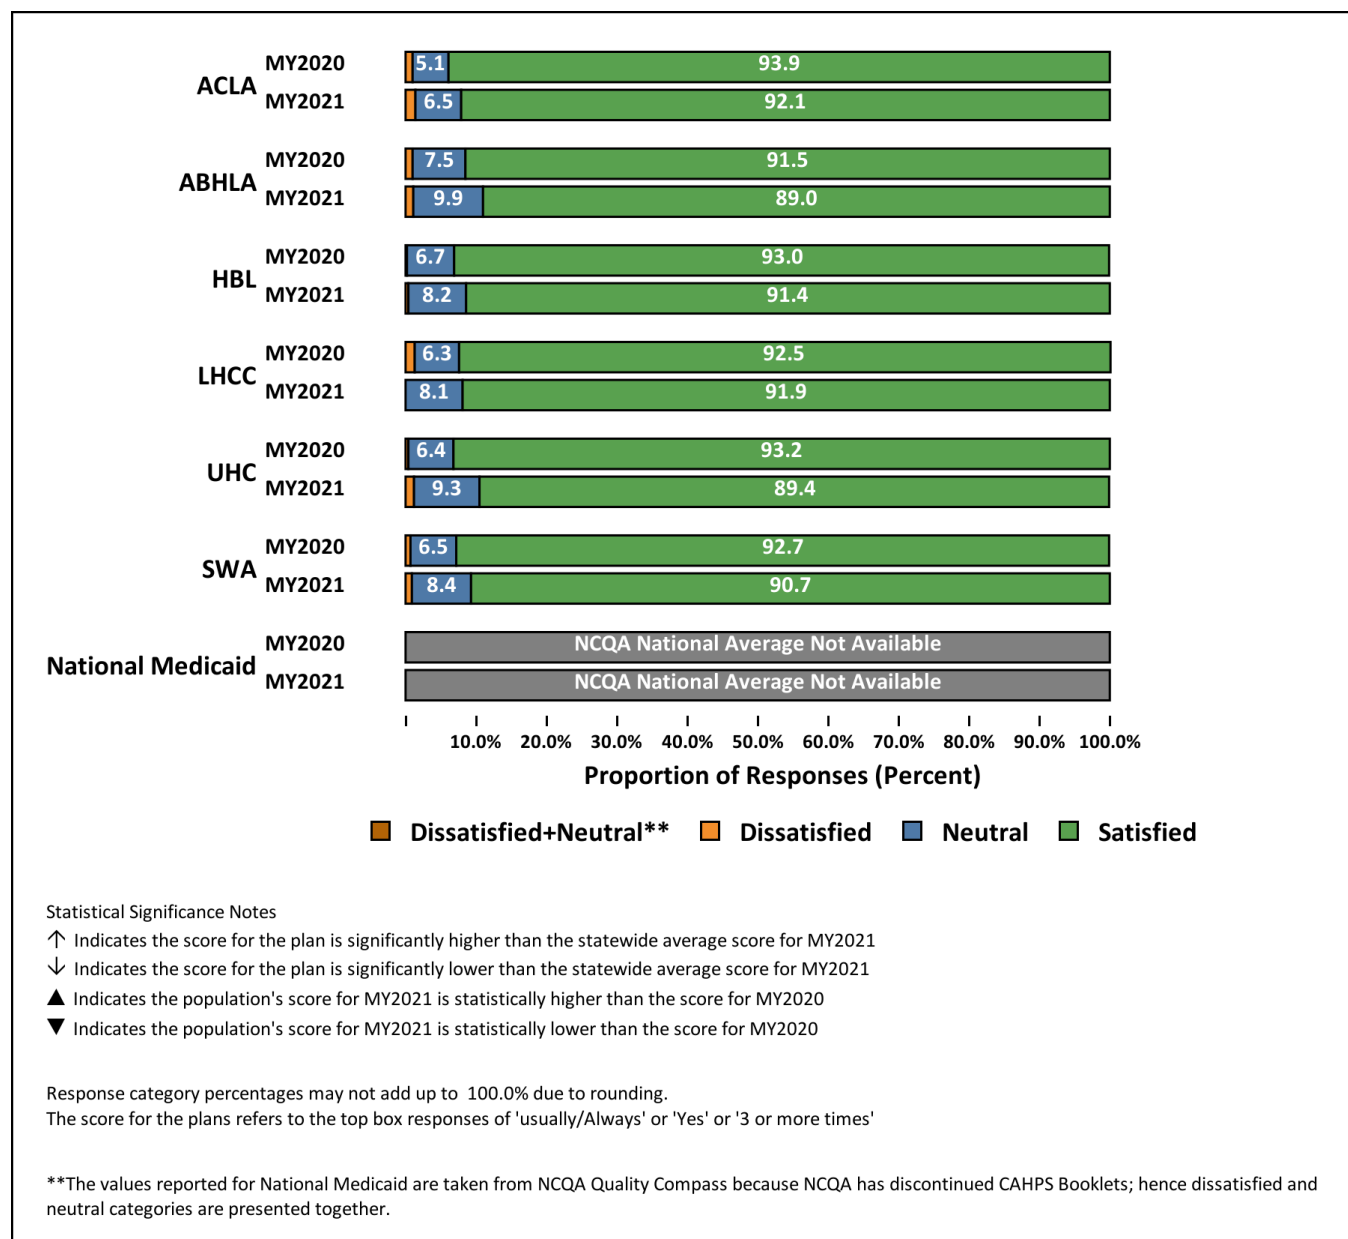 ACLA
MY2020 5.1 93.9
MY2021 6.5 92.1
ABHLA
MY2020 7.5 91.5
MY2021 9.9 89.0
HBL
MY2020 6.7 93.0
MY2021 8.2 91.4
LHCC
MY2020 6.3 92.5
MY2021 8.1 91.9
UHC
MY2020 6.4 93.2
MY2021 9.3 89.4
SWA
MY2020 6.5 92.7
MY2021 8.4 90.7
National Medicaid
MY2020 NCQA National Average Not Available
MY2021 NCQA National Average Not Available
10.0% 20.0% 30.0% 40.0% 50.0% 60.0% 70.0% 80.0% 90.0% 100.0%
Proportion of Responses (Percent)
Dissatisfied+Neutral** Dissatisfied Neutral Satisfied
Statistical Significance Notes
↑ Indicates the score for the plan is significantly higher than the statewide average score for MY2021
↓ Indicates the score for the plan is significantly lower than the statewide average score for MY2021
▲ Indicates the population's score for MY2021 is statistically higher than the score for MY2020
▼ Indicates the population's score for MY2021 is statistically lower than the score for MY2020
Response category percentages may not add up to 100.0% due to rounding.
The score for the plans refers to the top box responses of 'usually/Always' or 'Yes' or '3 or more times'
**The values reported for National Medicaid are taken from NCQA Quality Compass because NCQA has discontinued CAHPS Booklets; hence dissatisfied and
neutral categories are presented together.